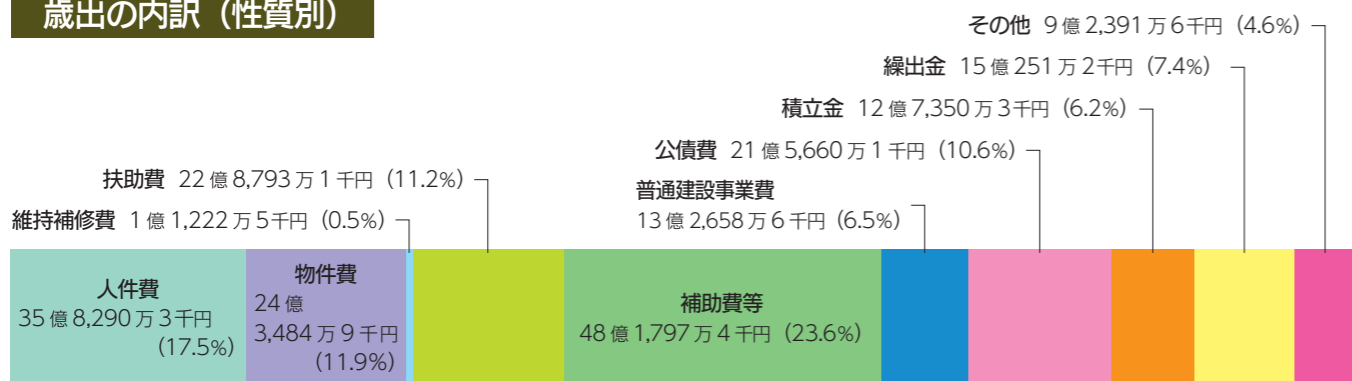 歳出の内訳（性質別）
その他 9億2,391万6千円（4.6%）
繰出金 15億251万2千円（7.4%）
積立金 12億7,350万3千円（6.2%）
公債費 21億5,660万1千円（10.6%）
扶助費 22億8,793万1千円（11.2%）
普通建設事業費
13億2,658万6千円（6.5%）
維持補修費 1億1,222万5千円（0.5%）
人件費
35億8,290万3千円
（17.5%）
物件費
24億
3,484万9千円
（11.9%）
補助費等
48億1,797万4千円（23.6%）